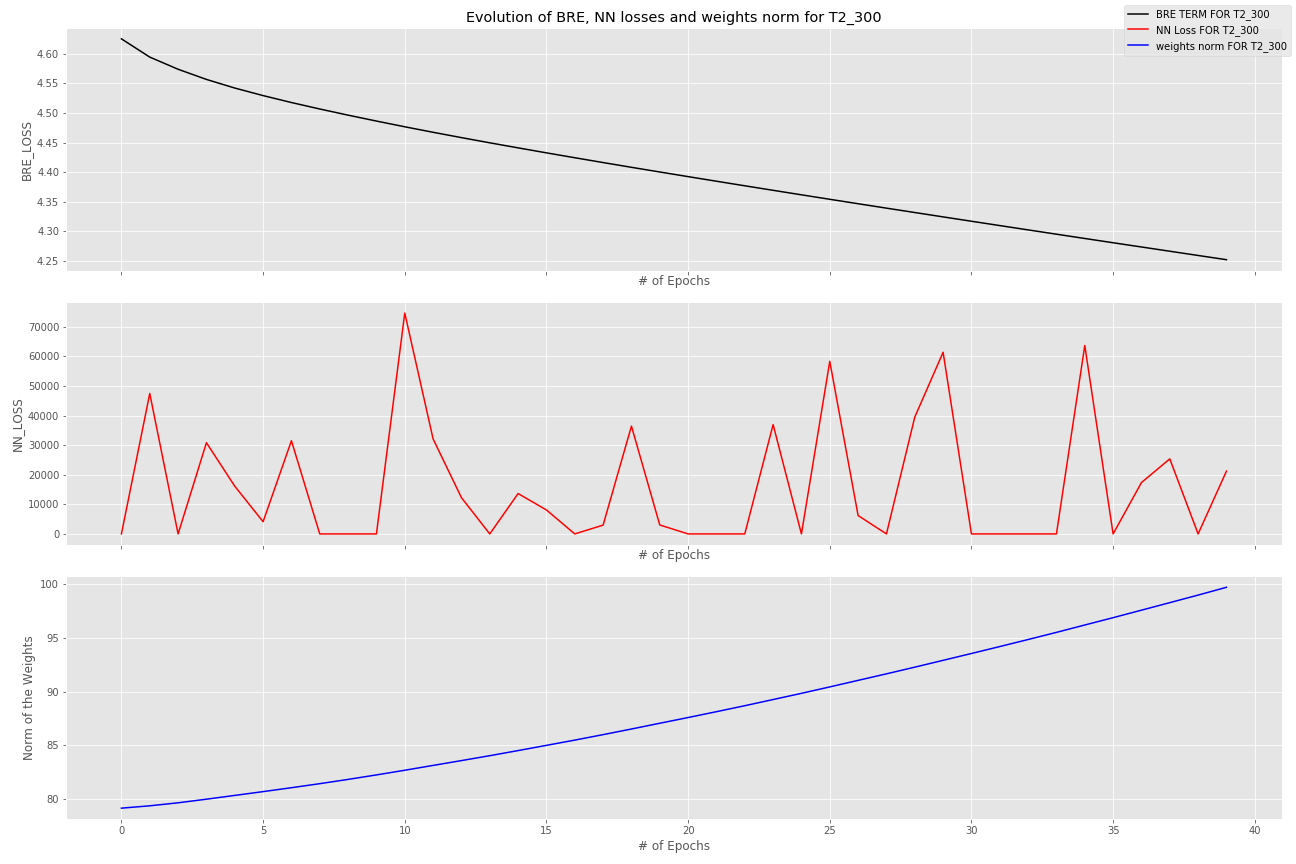 Evolution of BRE, NN losses and weights norm for T2_300
BRE TERM FOR T2_300
NN Loss FOR T2_300
weights norm FOR T2_300
BRE_LOSS
4.60
4.55
4.50
4.45
4.40
4.35
4.30
4.25
# of Epochs
NN_LOSS
70000
60000
50000
40000
30000
20000
10000
0
# of Epochs
Norm of the Weights
100
95
90
85
80
0 5 10 15 20 25 30 35 40
# of Epochs